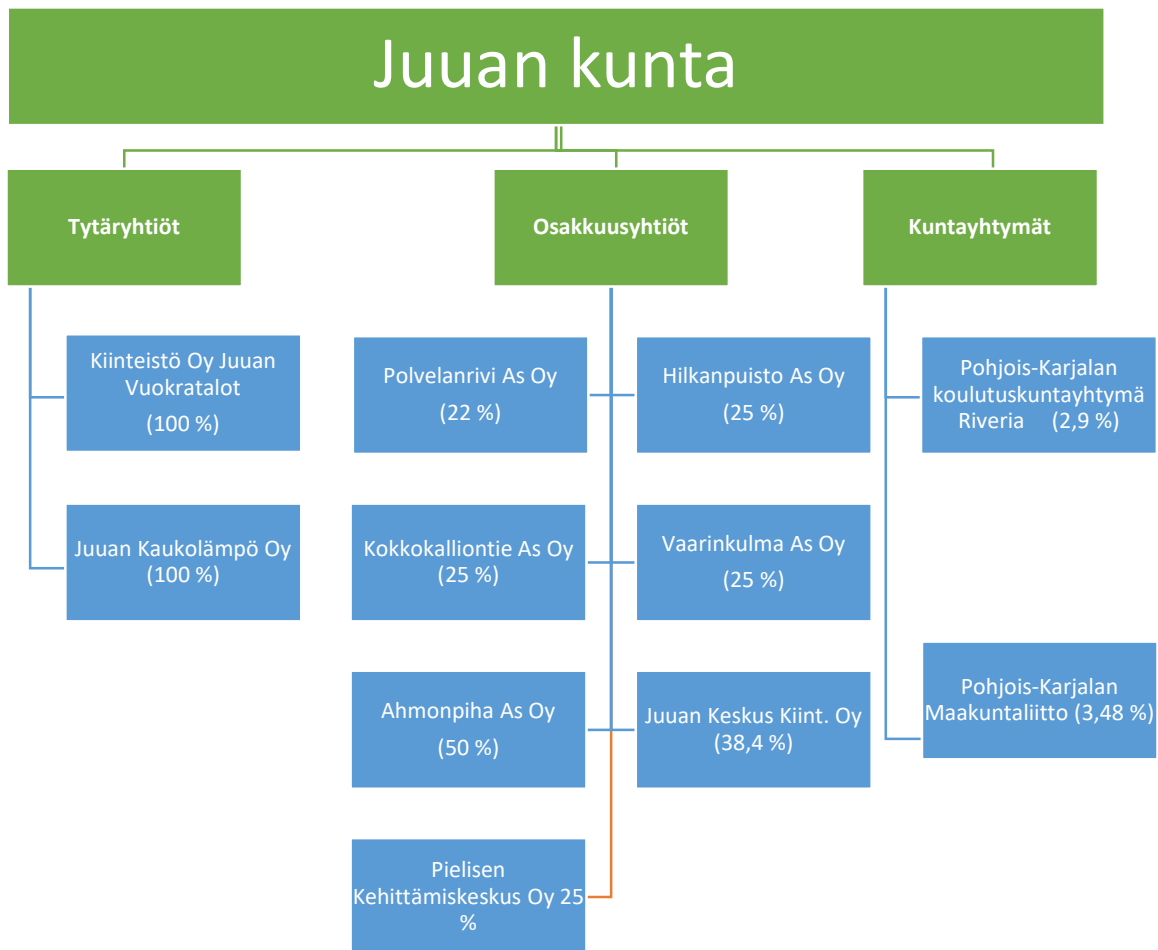 Juuan kunta
Tytäryhtiöt
Osakkuusyhtiöt
Kuntayhtymät
Kiinteistö Oy Juuan
Vuokratalot
(100 %)
Juuan Kaukolämpö Oy
(100 %)
Polvelanrivi As Oy
(22 %)
Hilkanpuisto As Oy
(25 %)
Kokkokalliontie As Oy
(25 %)
Vaarinkulma As Oy
(25 %)
Ahmonpiha As Oy
(50 %)
Juuan Keskus Kiint. Oy
(38,4 %)
Pielisen
Kehittämiskeskus Oy 25
%
Pohjois-Karjalan
koulutuskuntayhtymä
Riveria (2,9 %)
Pohjois-Karjalan
Maakuntaliitto (3,48 %)